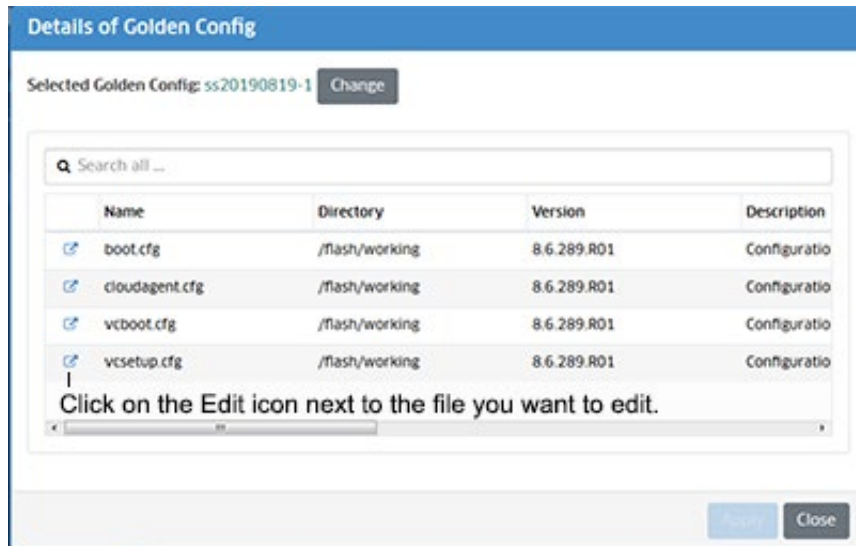 Details of Golden Config
Selected Golden Config: ss20190819-1 Change
Search all ...
Name Directory Version Description
boot.cfg /flash/working 8.6.289.R01 Configuratio
cloudagent.cfg /flash/working 8.6.289.R01 Configuratio
vcboot.cfg /flash/working 8.6.289.R01 Configuratio
vcsetup.cfg /flash/working 8.6.289.R01 Configuratio
Click on the Edit icon next to the file you want to edit.
Apply Close